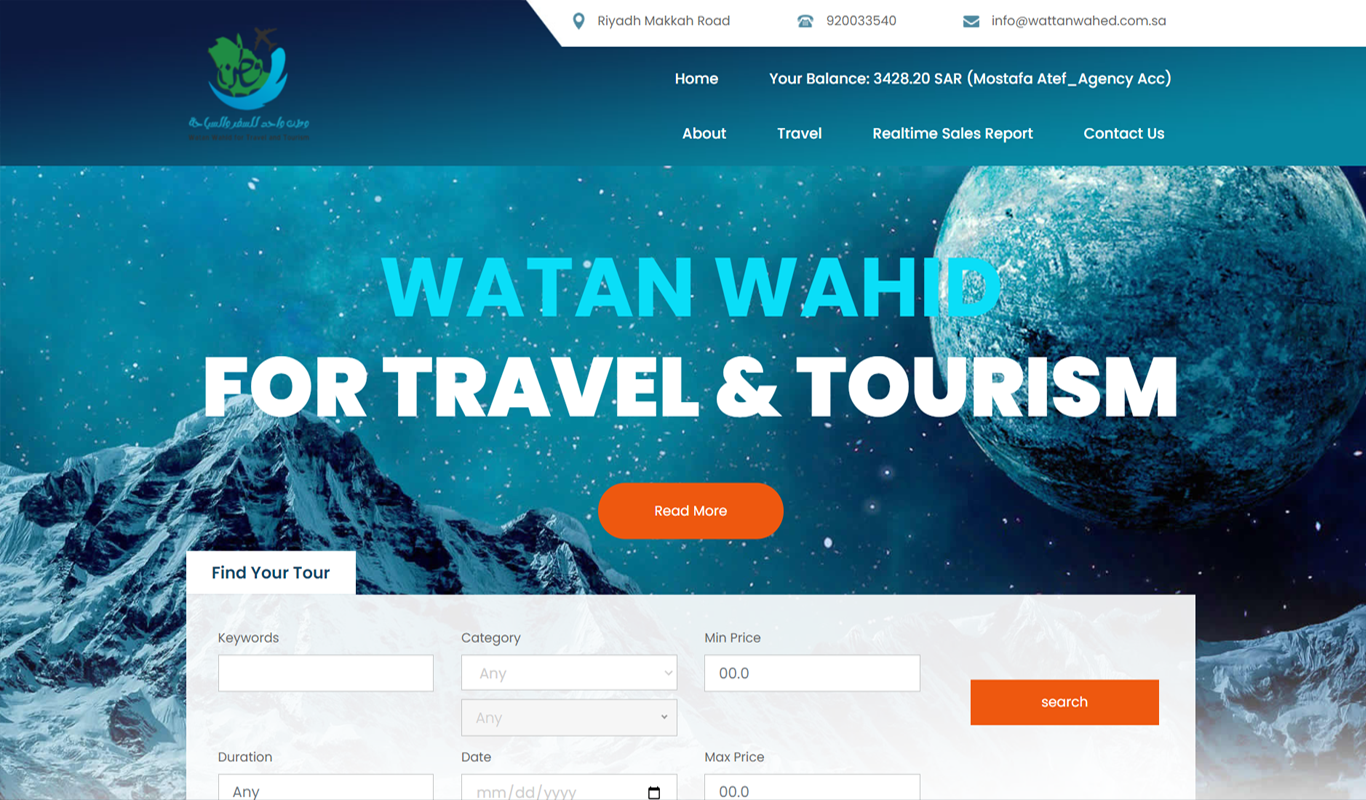 Riyadh Makkah Road
920033540
info@wattanwahed.com.sa
وطن
Home
Your Balance: 3428.20 SAR (Mostafa Atef_Agency Acc)
About
Travel
Realtime Sales Report
Contact Us
WATAN WAHID
FOR TRAVEL & TOURISM
Read More
Find Your Tour
Keywords
Category
Min Price
Any
00.0
search
Any
Duration
Date
Max Price
Any
mm/dd/yyyy
00.0